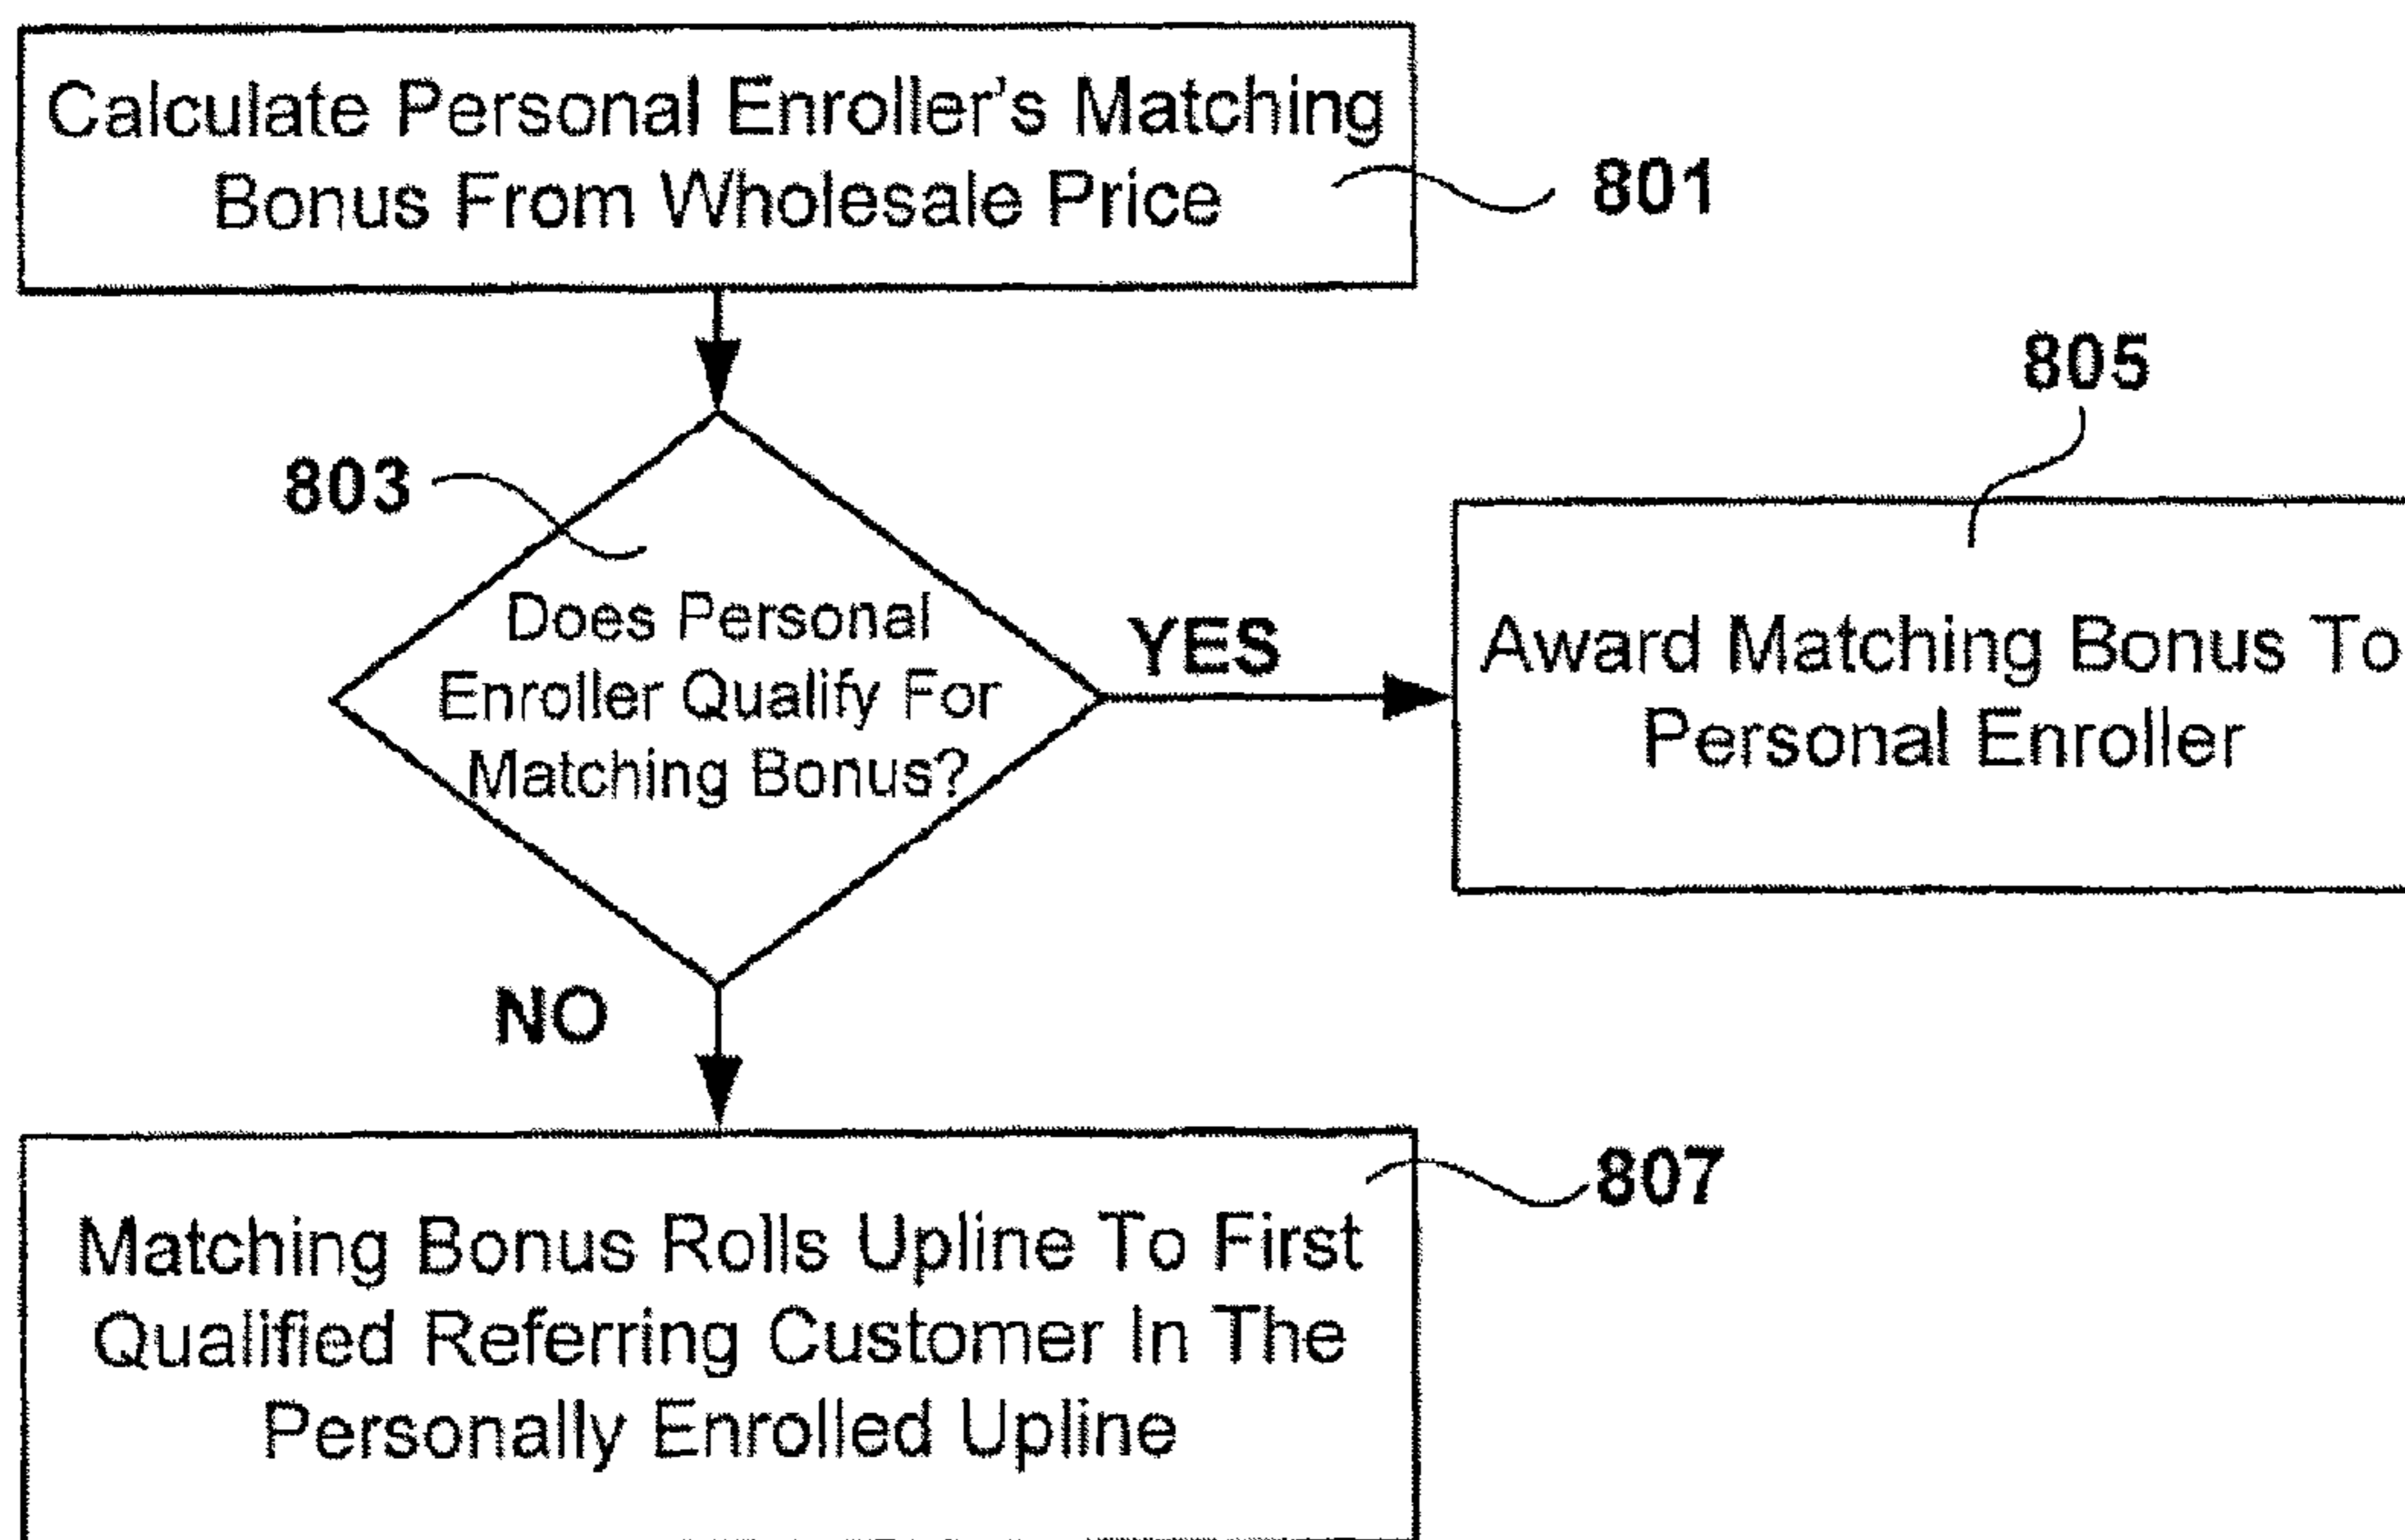 Calculate Personal Enroller's Matching
Bonus From Wholesale Price
801
805
803
Does Personal
Enroller Qualify For
Matching Bonus?
YES
Award Matching Bonus To
Personal Enroller
NO
807
Matching Bonus Rolls Upline To First
Qualified Referring Customer In The
Personally Enrolled Upline